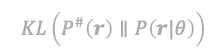 KL (P^#(r) ∥ P(r|θ)